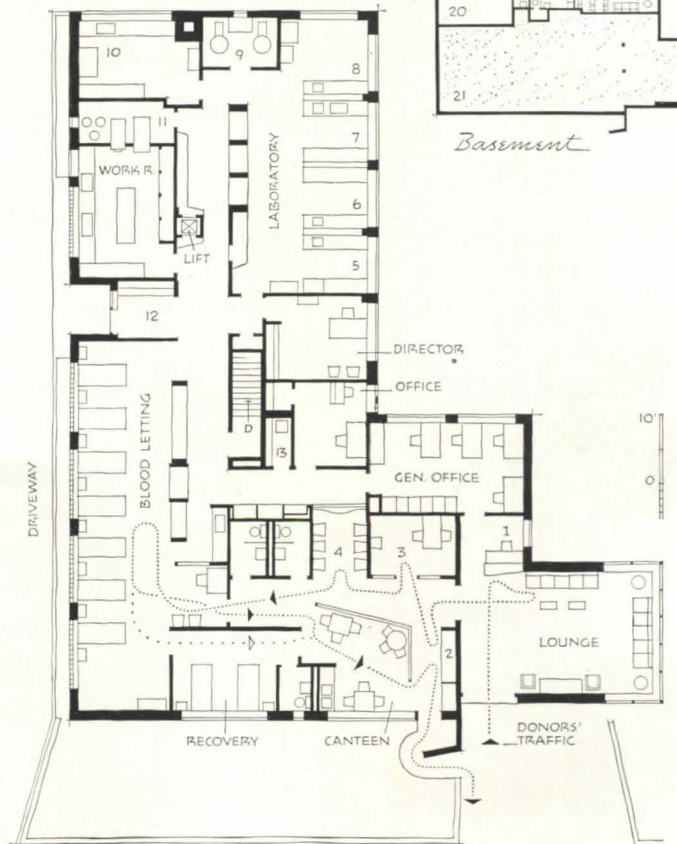 20
21
Basement
10
9
8
11
7
WORK R.
LABORATORY
6
LIFT
5
12
DIRECTOR
OFFICE
BLOOD LETTING
D
13
GEN. OFFICE
10'
0
DRIVEWAY
1
4
3
2
LOUNGE
RECOVERY
CANTEEN
DONORS'
TRAFFIC